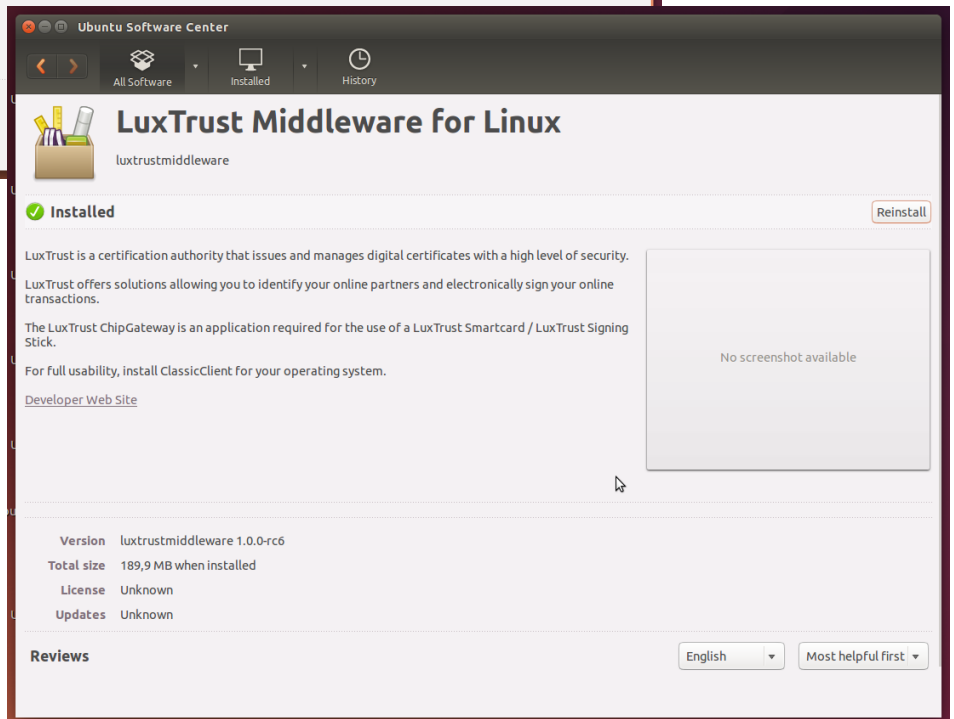 Ubuntu Software Center
All Software
Installed
History
LuxTrust Middleware for Linux
luxtrustmiddleware
Installed
Reinstall
LuxTrust is a certification authority that issues and manages digital certificates with a high level of security.
LuxTrust offers solutions allowing you to identify your online partners and electronically sign your online
transactions.
The LuxTrust ChipGateway is an application required for the use of a LuxTrust Smartcard / LuxTrust Signing
Stick.
For full usability, install ClassicClient for your operating system.
Developer Web Site
No screenshot available
Version luxtrustmiddleware 1.0.0-rc6
Total size 189,9 MB when installed
License Unknown
Updates Unknown
Reviews
English
Most helpful first